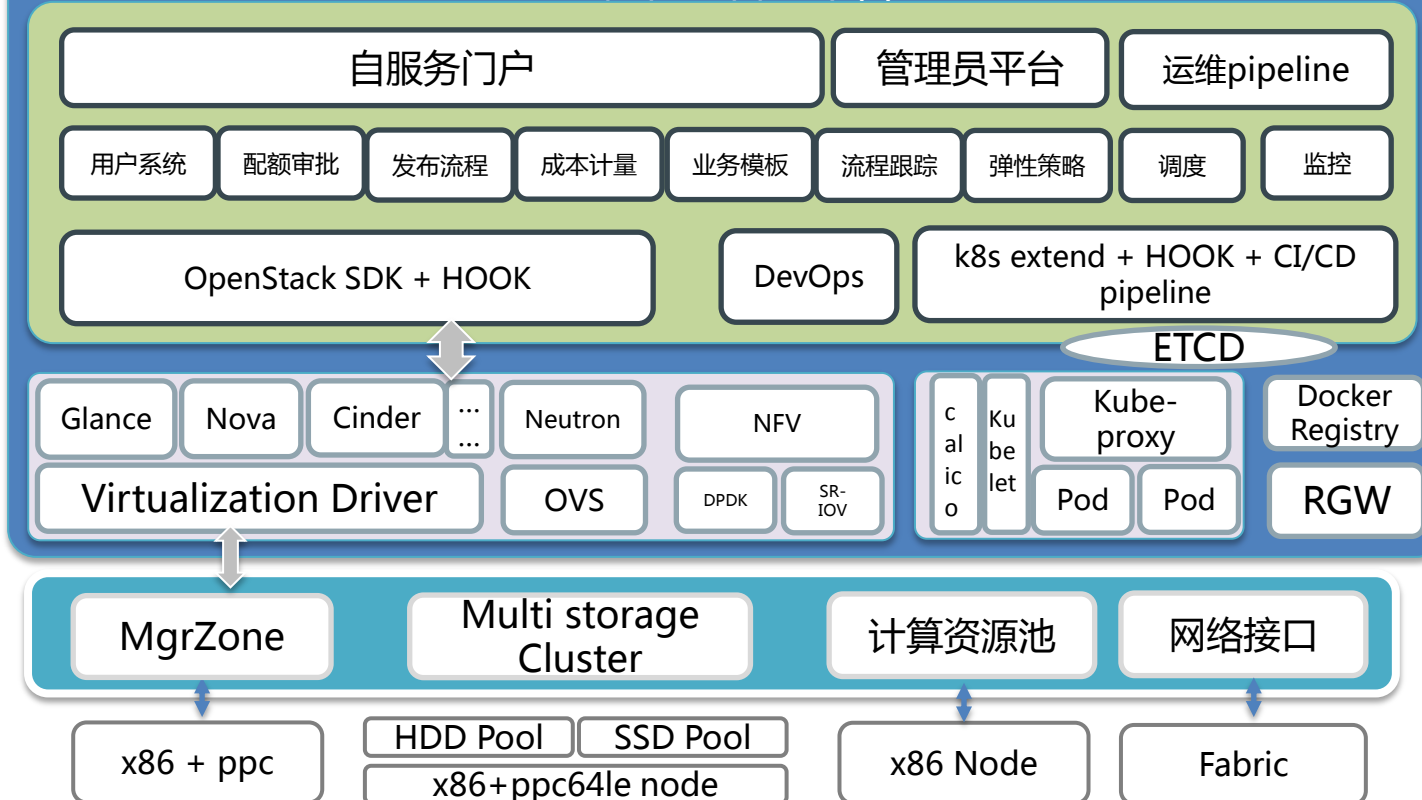 自服务门户
管理员平台
运维pipeline
用户系统
配额审批
发布流程
成本计量
业务模板
流程跟踪
弹性策略
调度
监控
OpenStack SDK + HOOK
DevOps
k8s extend + HOOK + CI/CD
pipeline
ETCD
Glance
Nova
Cinder
...
...
Neutron
NFV
c
al
ic
o
Ku
be
let
Kube-
proxy
Docker
Registry
Virtualization Driver
OVS
DPDK
SR-
IOV
Pod
Pod
RGW
MgrZone
Multi storage
Cluster
计算资源池
网络接口
x86 + ppc
HDD Pool
SSD Pool
x86+ppc64le node
x86 Node
Fabric